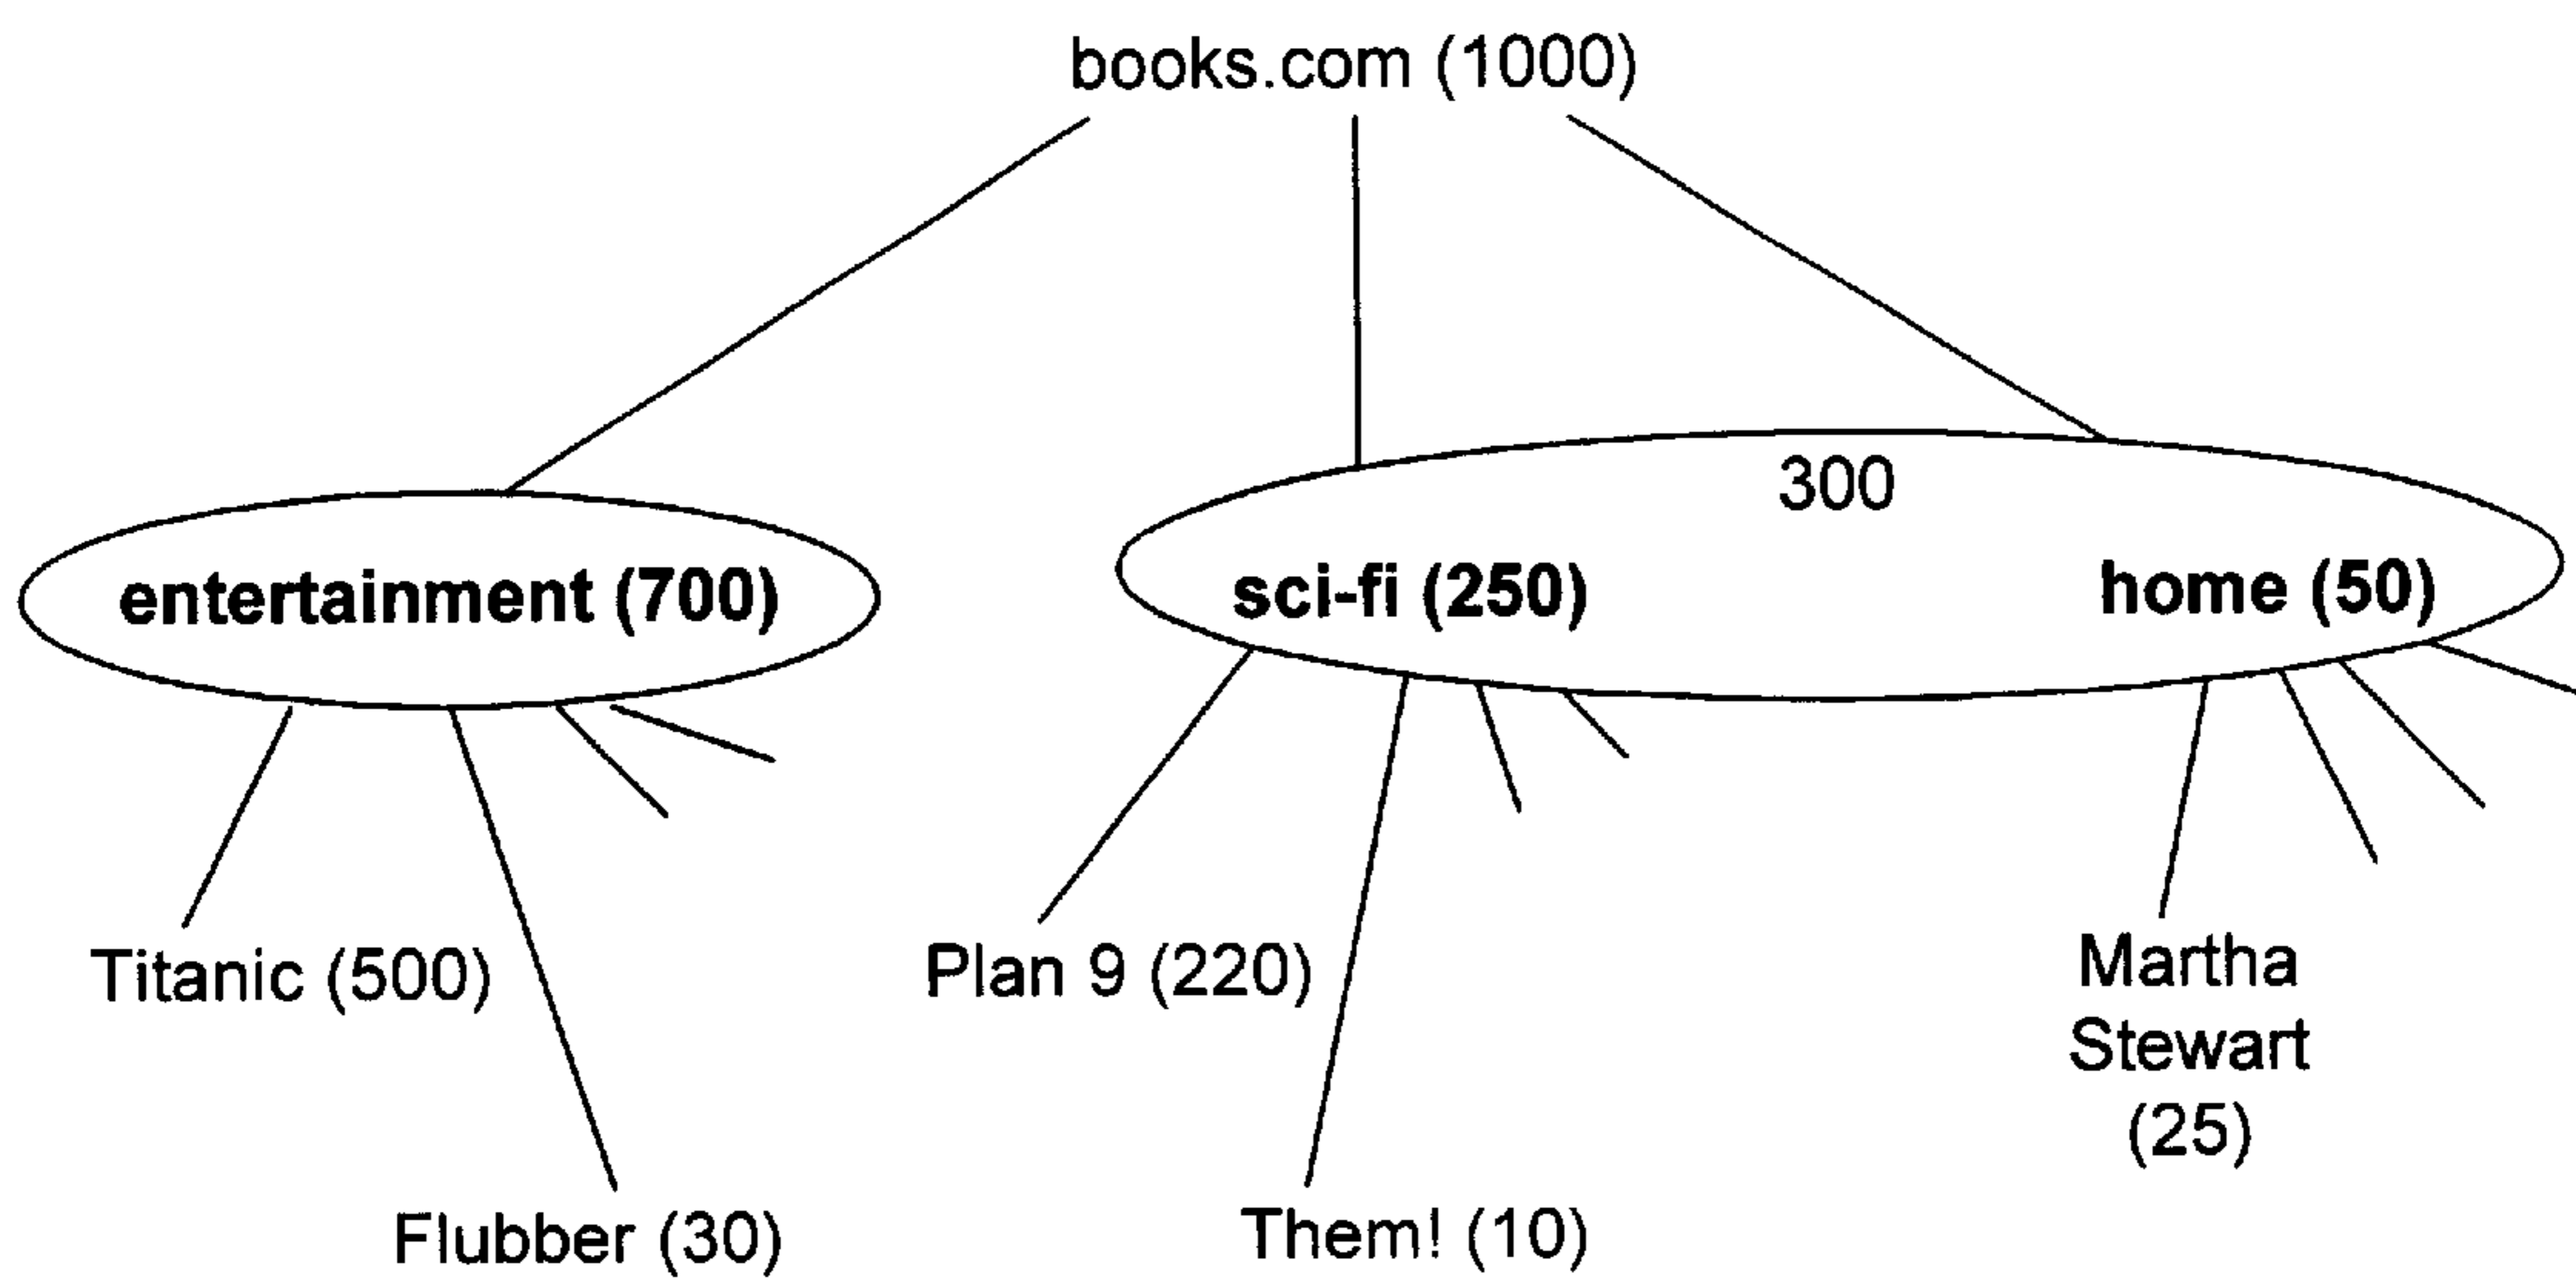 books.com (1000)
300
entertainment (700)
sci-fi (250)
home (50)
Titanic (500)
Plan 9 (220)
Martha
Stewart
(25)
Flubber (30)
Them! (10)